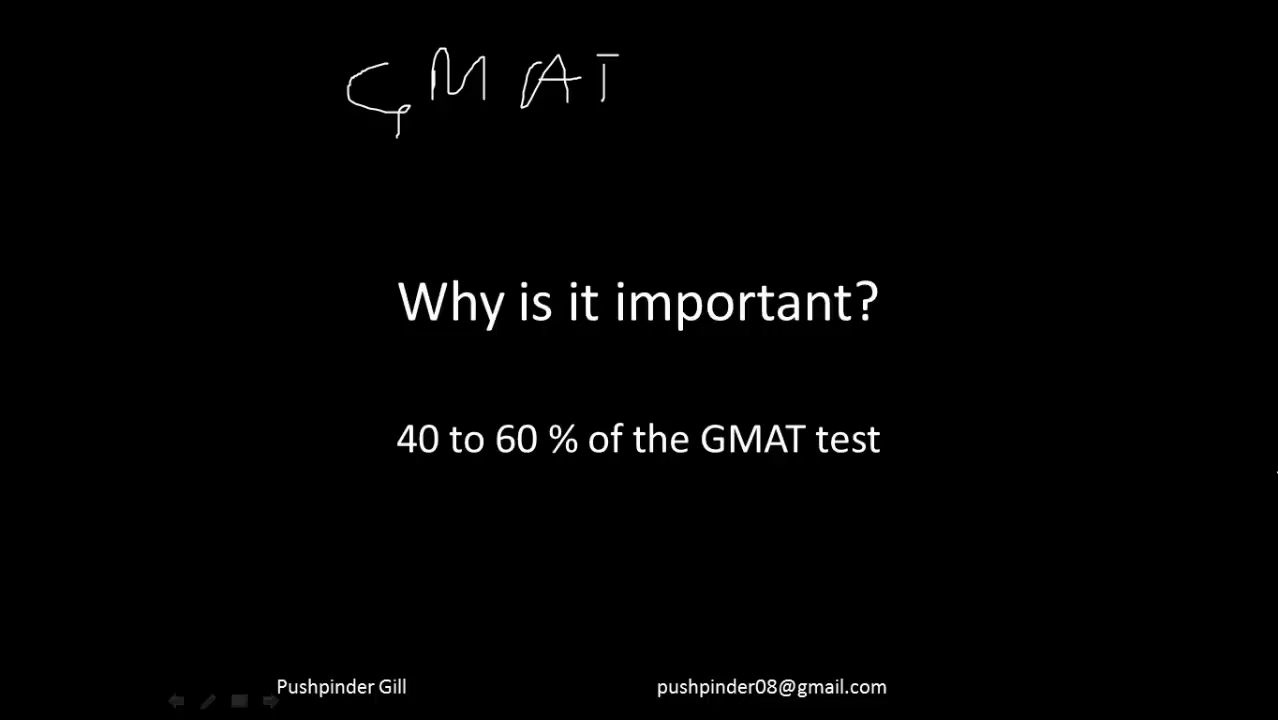 GMAT
Why is it important?
40 to 60 % of the GMAT test
Pushpinder Gill pushpinder08@gmail.com